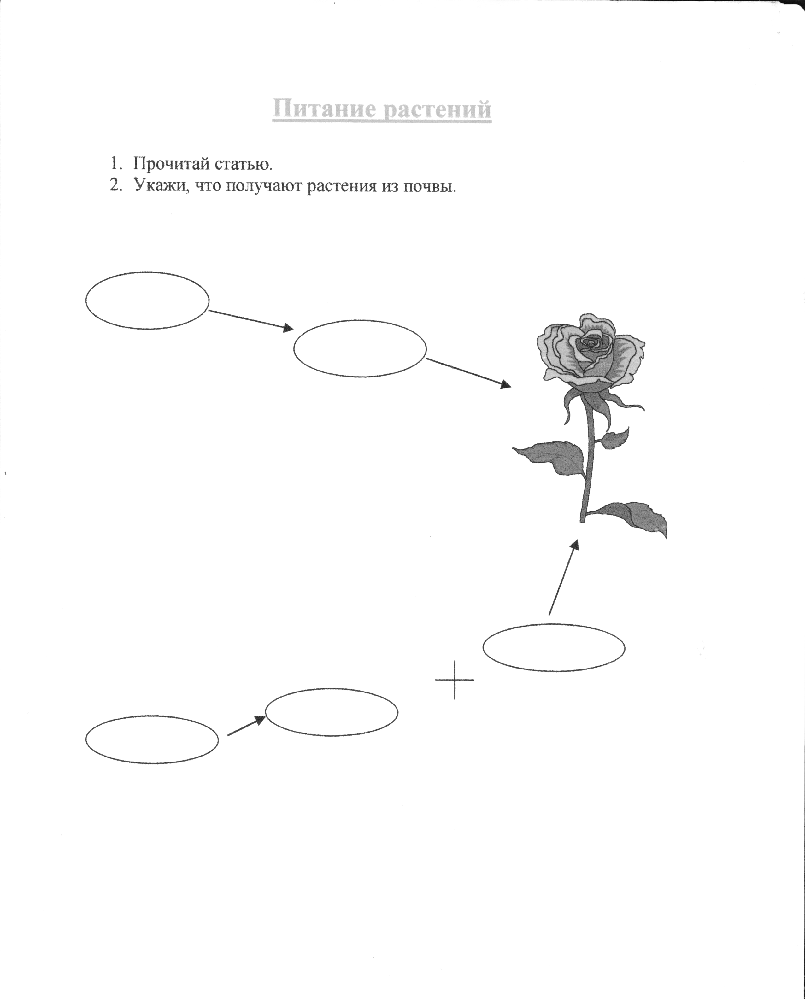 Питание растений
1. Прочитай статью.
2. Укажи, что получают растения из почвы.